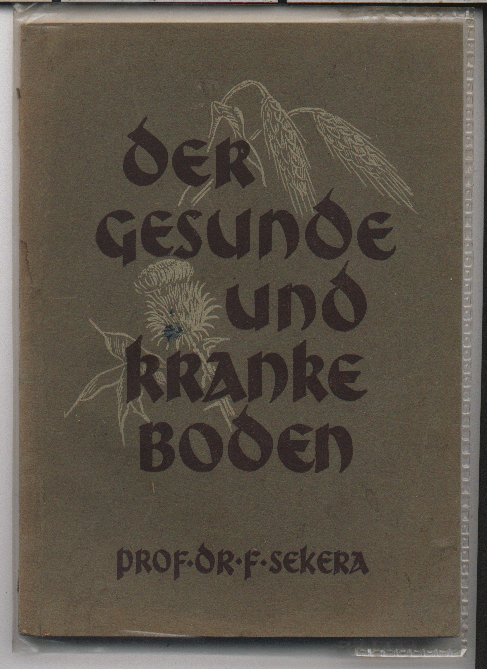 DER
GESUNDE
UND
KRANKE
BODEN
PROF·DR·F·SEKERA